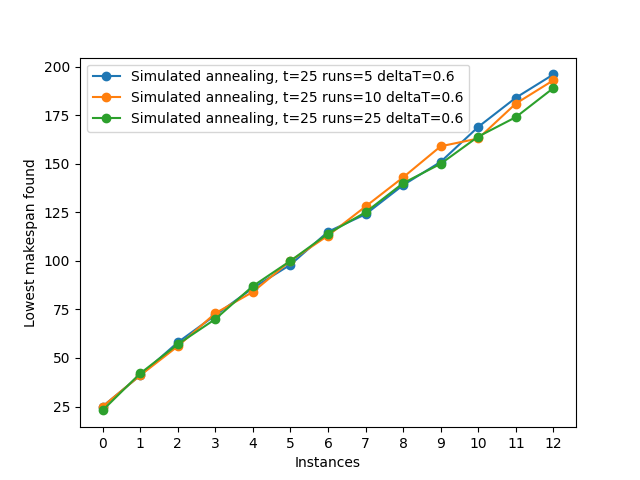 Simulated annealing, t=25 runs=5 deltaT=0.6
Simulated annealing, t=25 runs=10 deltaT=0.6
Simulated annealing, t=25 runs=25 deltaT=0.6
Lowest makespan found
200
175
150
125
100
75
50
25
0 1 2 3 4 5 6 7 8 9 10 11 12
Instances